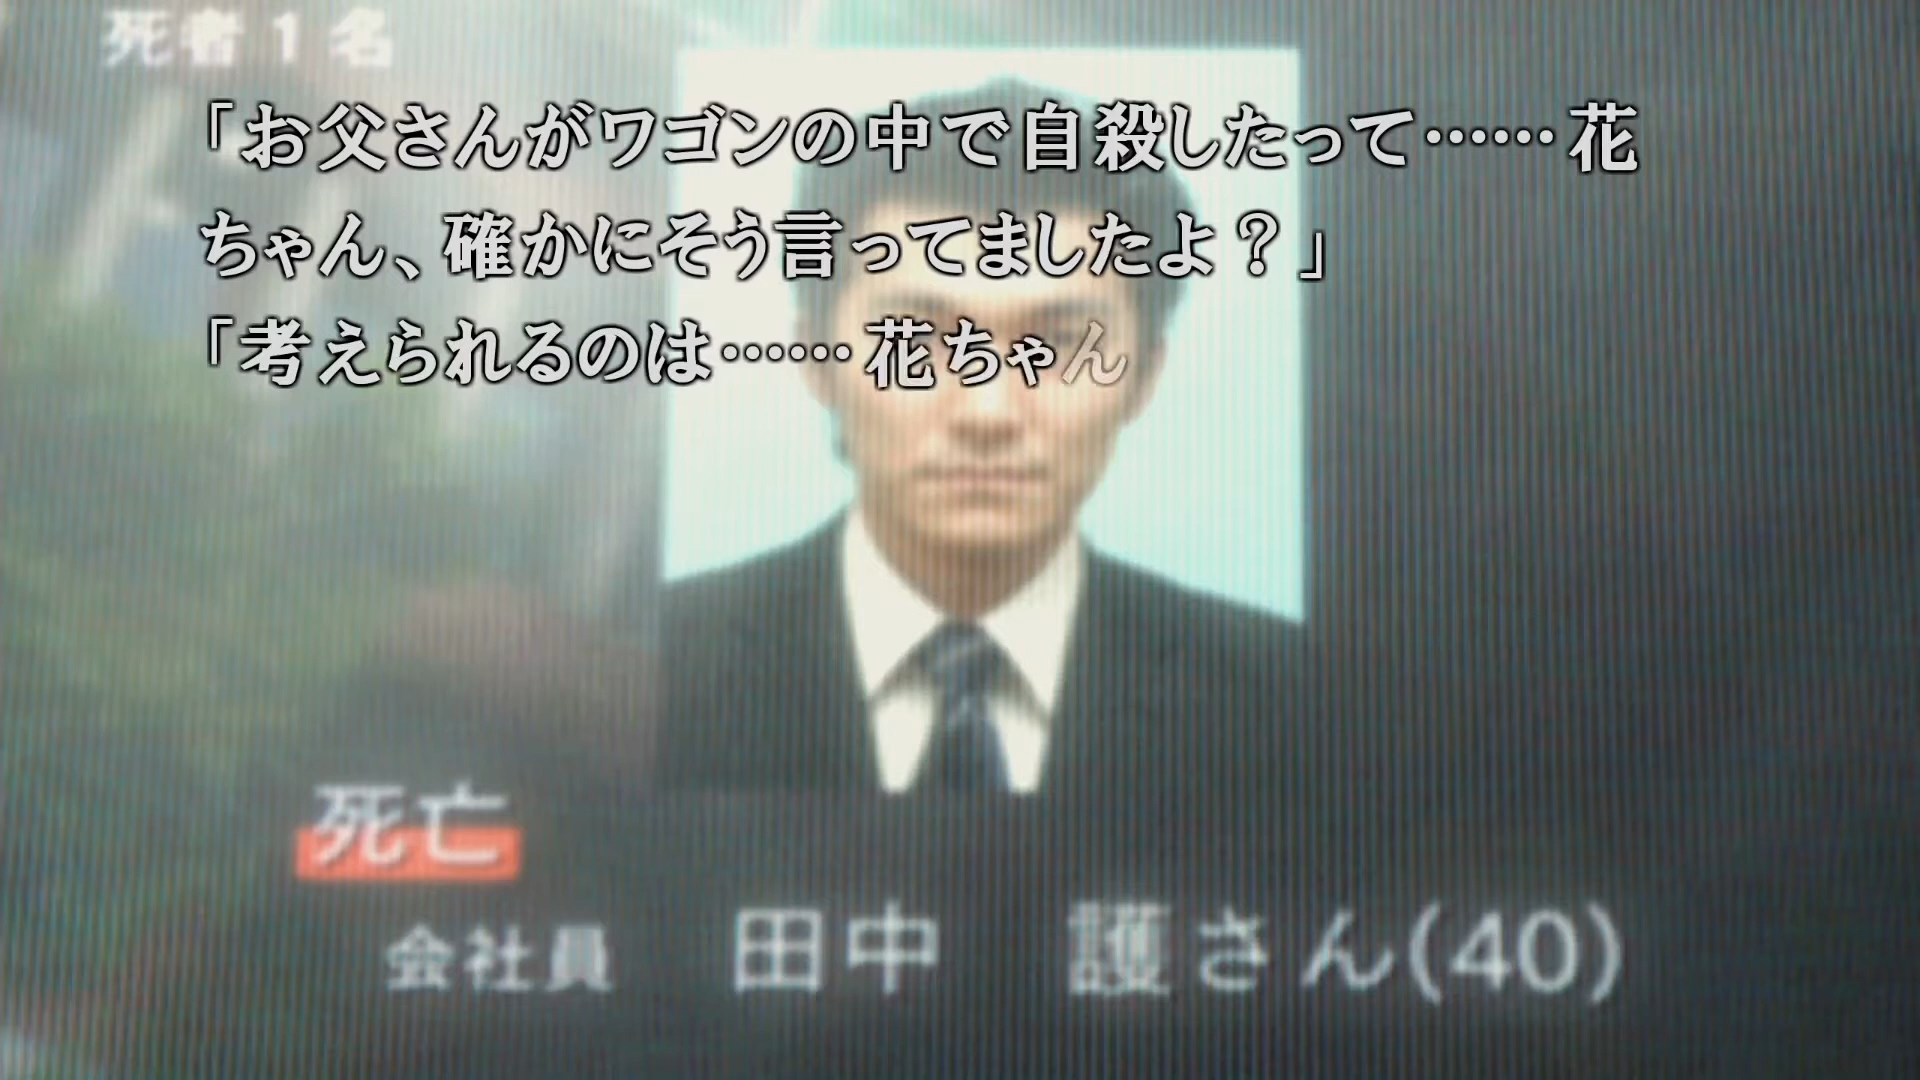 死者１名
「お父さんがワゴンの中で自殺したって……花
ちゃん、確かにそう言ってましたよ？」
「考えられるのは……花ちゃん
死亡
会社員　田中　護さん(40)